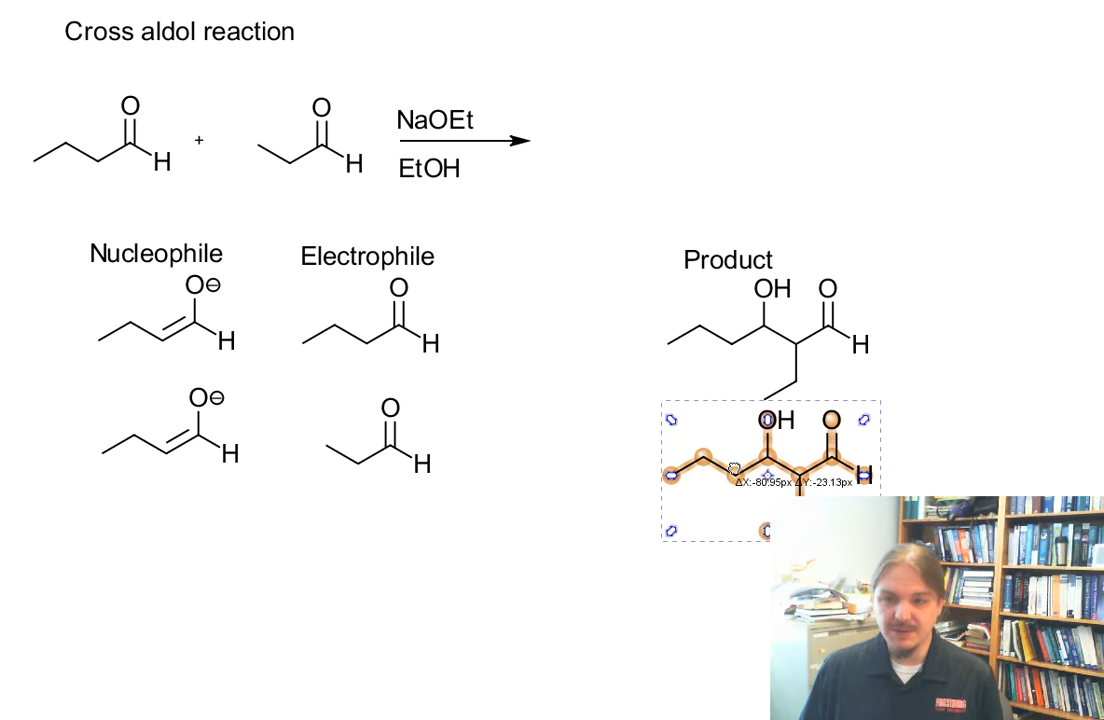 Cross aldol reaction
O
H
+
O
H
NaOEt
EtOH
Nucleophile
Electrophile
Product
O⊖
H
O
H
OH
O
H
O⊖
H
O
H
OH
O
H
ΔX:-80.95px ΔY:-23.13px